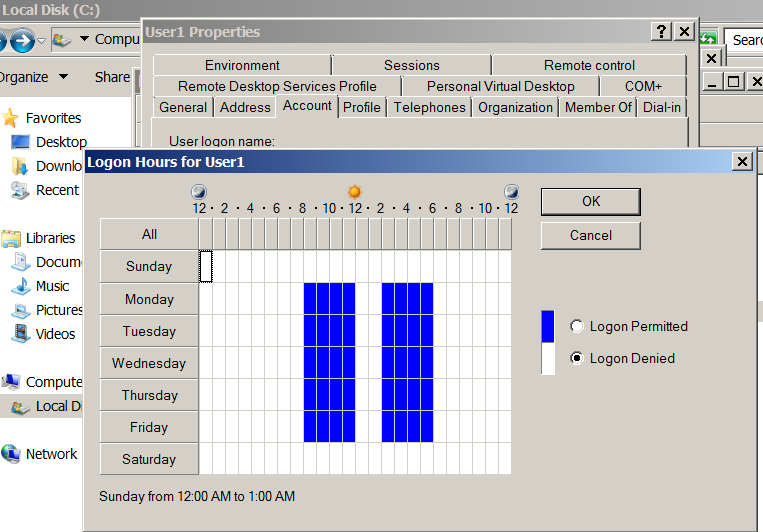 Local Disk (C:)
Compu
Searc
Organize
Share
User1 Properties
Environment
Sessions
Remote control
Remote Desktop Services Profile
Personal Virtual Desktop
COM+
General
Address
Account
Profile
Telephones
Organization
Member Of
Dial-in
User logon name:
Favorites
Desktop
Downlo
Recent
Libraries
Docum
Music
Pictures
Videos
Compute
Local Di
Network
Logon Hours for User1
12 · 2 · 4 · 6 · 8 · 10 · 12 · 2 · 4 · 6 · 8 · 10 · 12
All
Sunday
Monday
Tuesday
Wednesday
Thursday
Friday
Saturday
OK
Cancel
Logon Permitted
Logon Denied
Sunday from 12:00 AM to 1:00 AM